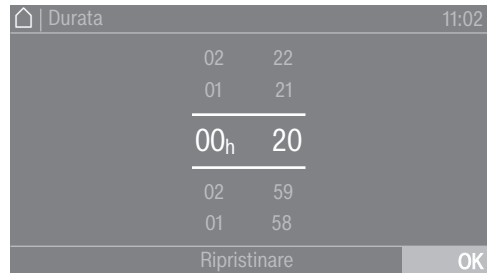 | Durata 11:02
02 22
01 21
00h 20
02 59
01 58
Ripristinare OK